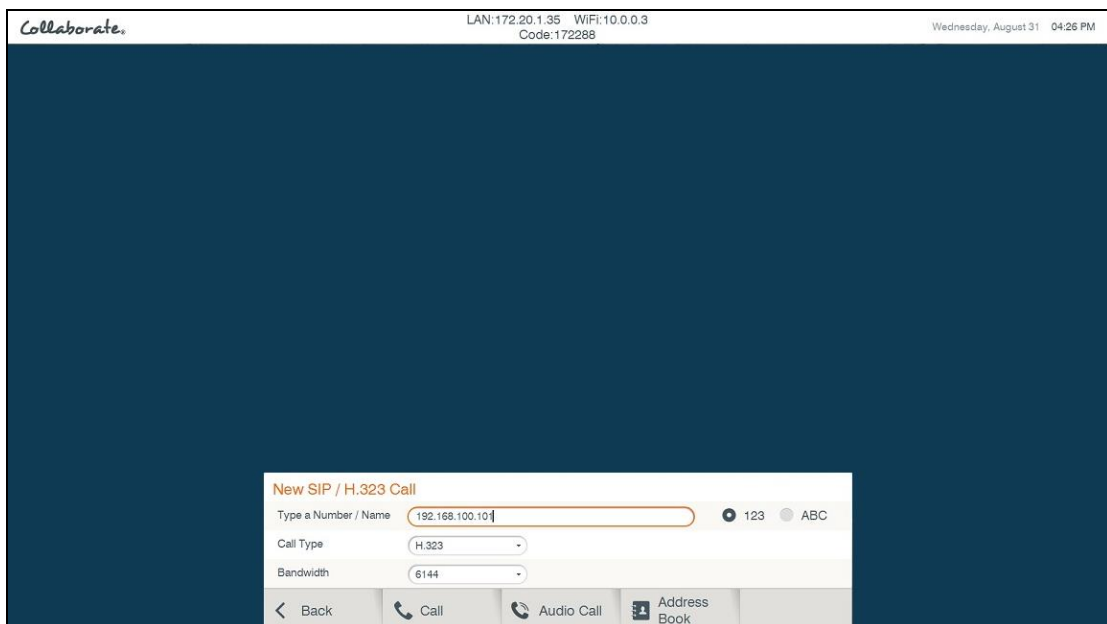 Collaborate®
LAN:172.20.1.35 WiFi:10.0.0.3
Code:172288
Wednesday, August 31 04:26 PM
New SIP / H.323 Call
Type a Number / Name 192.168.100.101 123 ABC
Call Type H.323
Bandwidth 6144
Back Call Audio Call Address
Book